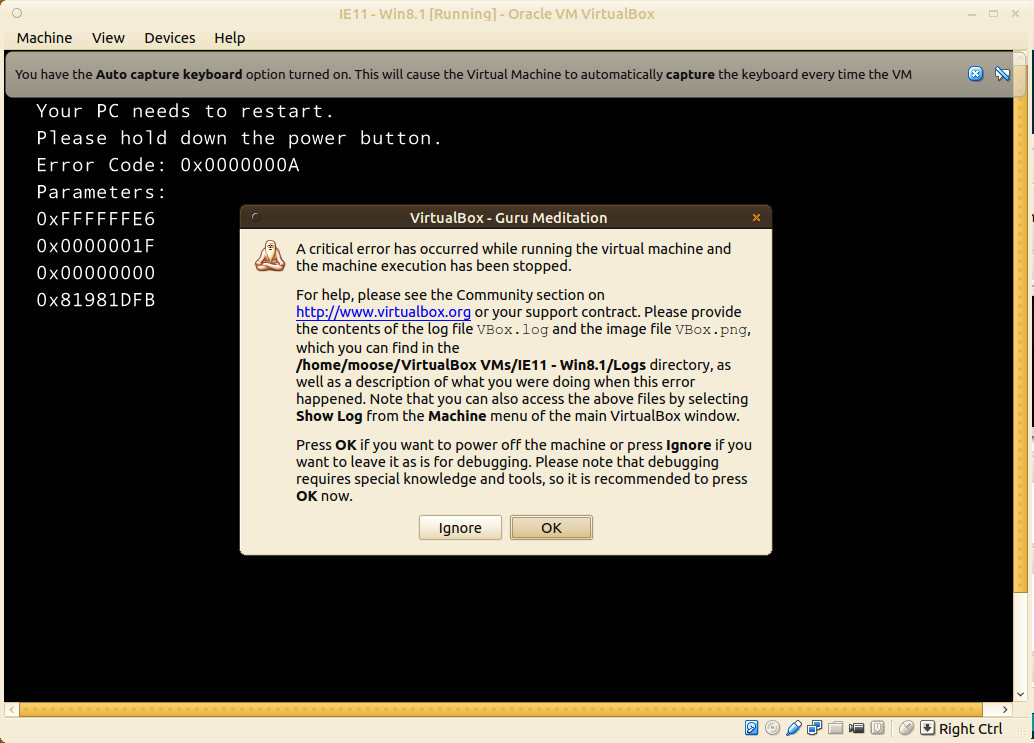 IE11 - Win8.1 [Running] - Oracle VM VirtualBox
Machine View Devices Help
You have the Auto capture keyboard option turned on. This will cause the Virtual Machine to automatically capture the keyboard every time the VM
Your PC needs to restart.
Please hold down the power button.
Error Code: 0x0000000A
Parameters:
0xFFFFFFE6
0x0000001F
0x00000000
0x81981DFB
VirtualBox - Guru Meditation
A critical error has occurred while running the virtual machine and
the machine execution has been stopped.
For help, please see the Community section on
http://www.virtualbox.org or your support contract. Please provide
the contents of the log file VBox.log and the image file VBox.png,
which you can find in the
/home/moose/VirtualBox VMs/IE11 - Win8.1/Logs directory, as
well as a description of what you were doing when this error
happened. Note that you can also access the above files by selecting
Show Log from the Machine menu of the main VirtualBox window.
Press OK if you want to power off the machine or press Ignore if you
want to leave it as is for debugging. Please note that debugging
requires special knowledge and tools, so it is recommended to press
OK now.
Ignore OK
Right Ctrl